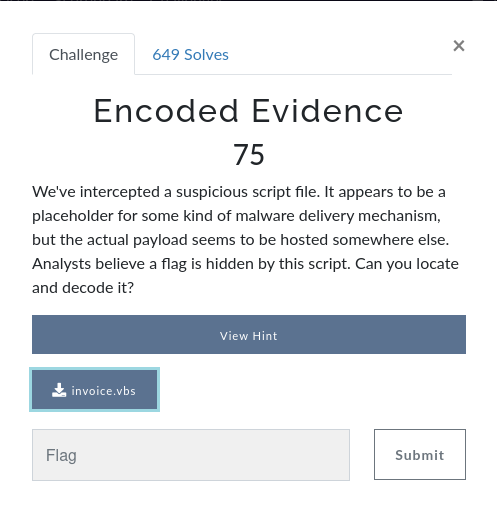 Challenge
649 Solves
×
Encoded Evidence
75
We've intercepted a suspicious script file. It appears to be a
placeholder for some kind of malware delivery mechanism,
but the actual payload seems to be hosted somewhere else.
Analysts believe a flag is hidden by this script. Can you locate
and decode it?
View Hint
invoice.vbs
Flag
Submit